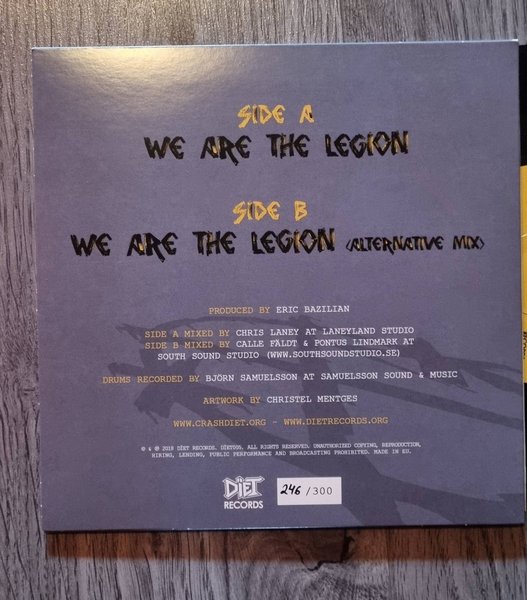 SIDE A
WE ARE THE LEGION
SIDE B
WE ARE THE LEGION (ALTERNATIVE MIX)
PRODUCED BY ERIC BAZILIAN
SIDE A MIXED BY CHRIS LANEY AT LANEYLAND STUDIO
SIDE B MIXED BY CALLE FÄLDT & PONTUS LINDMARK AT
SOUTH SOUND STUDIO (WWW.SOUTHSOUNDSTUDIO.SE)
DRUMS RECORDED BY BJÖRN SAMUELSSON AT SAMUELSSON SOUND & MUSIC
ARTWORK BY CHRISTEL MENTGES
WWW.CRASHDIET.ORG - WWW.DIETRECORDS.ORG
© & ℗ 2019 DIET RECORDS. DIET005. ALL RIGHTS RESERVED. UNAUTHORIZED COPYING, REPRODUCTION,
HIRING, LENDING, PUBLIC PERFORMANCE AND BROADCASTING PROHIBITED. MADE IN EU.
DÏET
RECORDS
246 / 300